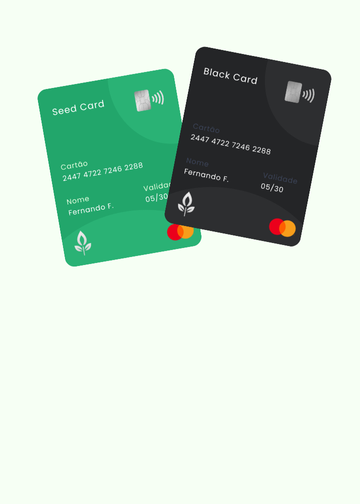 Seed Card
Cartão
2447 4722 7246 2288
Nome
Fernando F.
05/30
Black Card
Cartão
2447 4722 7246 2288
Nome
Fernando F.
Validade
05/30